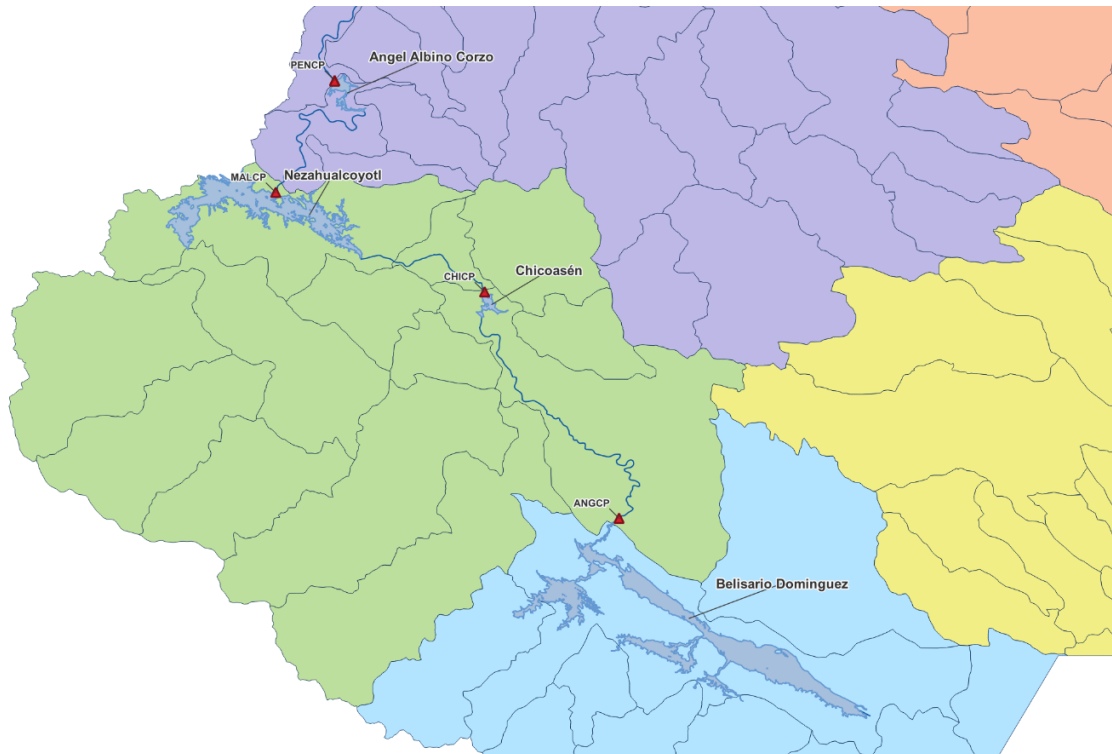 Angel Albino Corzo
PENCP
MALCP
Nezahualcoyotl
Chicoasén
CHICP
ANGCP
Belisario Dominguez